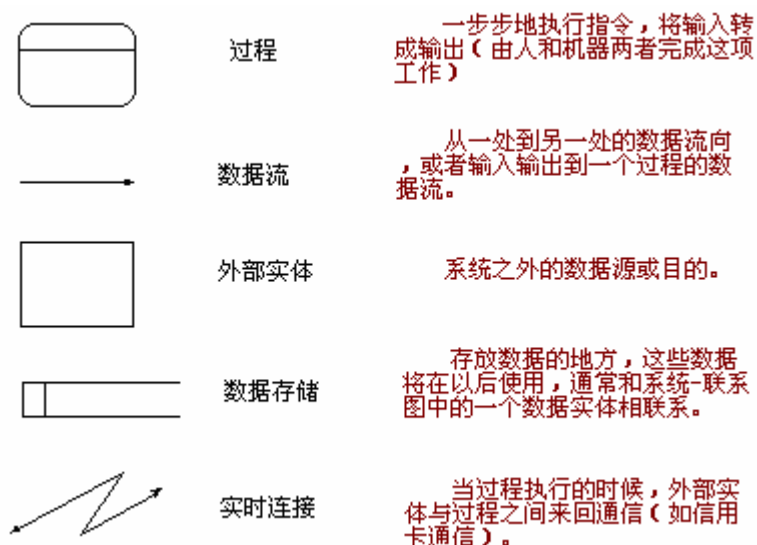 过程
一步步地执行指令，将输入转
成输出（由人和机器两者完成这项
工作）
数据流
从一处到另一处的数据流向
，或者输入输出到一个过程的数
据流。
外部实体
系统之外的数据源或目的。
数据存储
存放数据的地方，这些数据
将在以后使用，通常和系统-联系
图中的一个数据实体相联系。
实时连接
当过程执行的时候，外部实
体与过程之间来回通信（如信用
卡通信）。